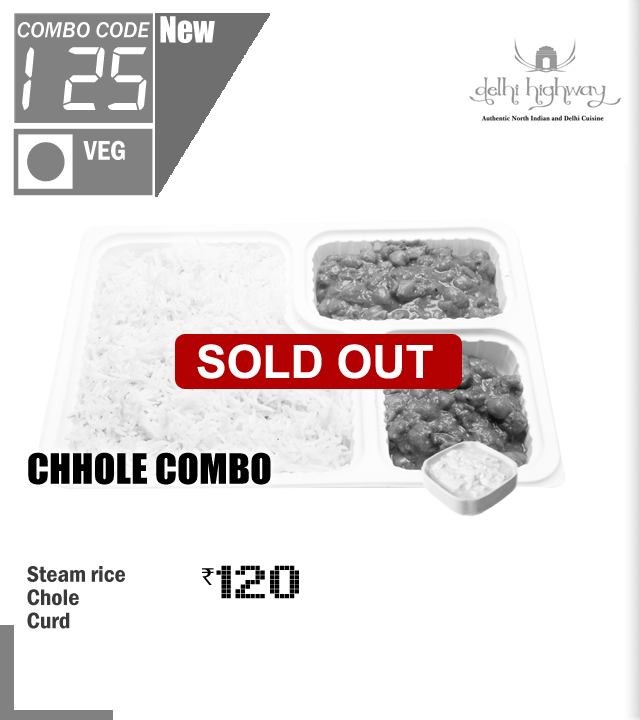 COMBO CODE
125
New
VEG
delhi highway
Authentic North Indian and Delhi Cuisine
SOLD OUT
CHHOLE COMBO
Steam rice
Chole
Curd
₹120